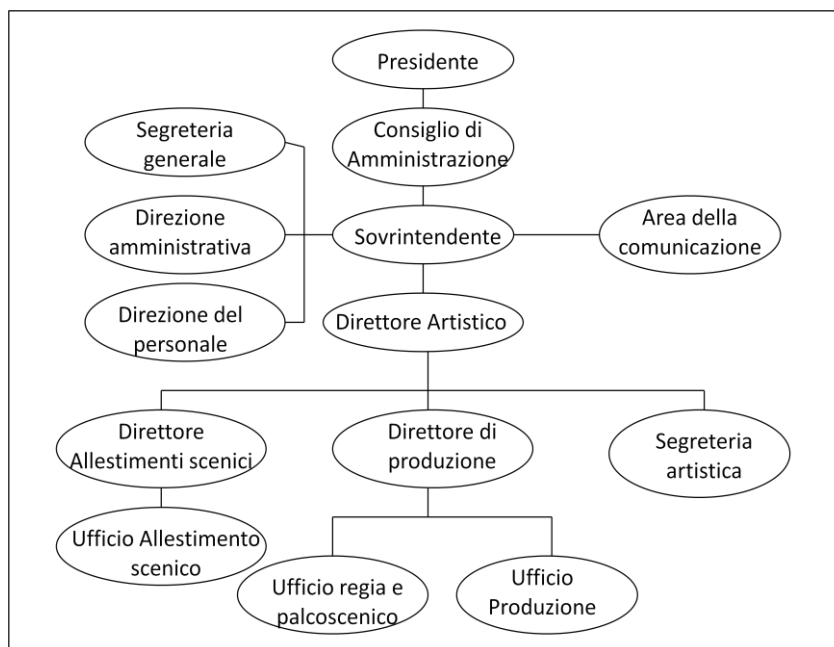 Presidente
Segreteria
generale
Consiglio di
Amministrazione
Direzione
amministrativa
Sovrintendente
Area della
comunicazione
Direzione del
personale
Direttore Artistico
Direttore
Allestimenti scenici
Direttore di
produzione
Segreteria
artistica
Ufficio Allestimento
scenico
Ufficio regia e
palcoscenico
Ufficio
Produzione